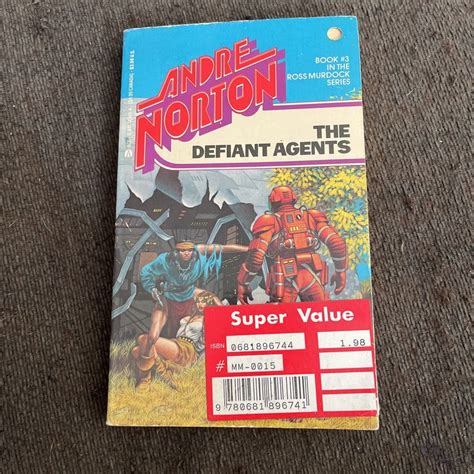 ANDRE
NORTON
BOOK #3
IN THE
ROSS MURDOCK
SERIES
THE
DEFIANT AGENTS
Super Value
ISBN 0681896744 1.98
# MM-0015
9 780681 896741